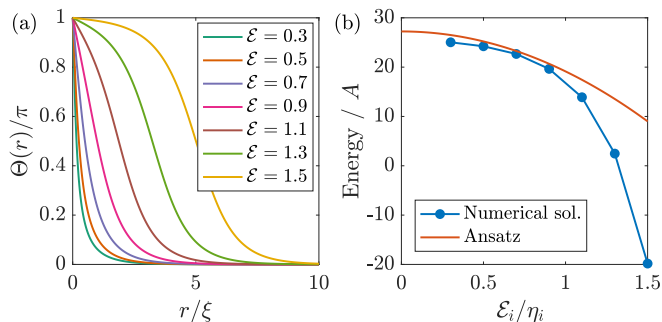 (a)
Θ(r)/π
1
0.8
0.6
0.4
0.2
0
0
5
10
r/ξ
ℰ = 0.3
ℰ = 0.5
ℰ = 0.7
ℰ = 0.9
ℰ = 1.1
ℰ = 1.3
ℰ = 1.5
(b)
Energy / A
30
20
10
0
-10
-20
0
0.5
1
1.5
ℰᵢ/ηᵢ
Numerical sol.
Ansatz